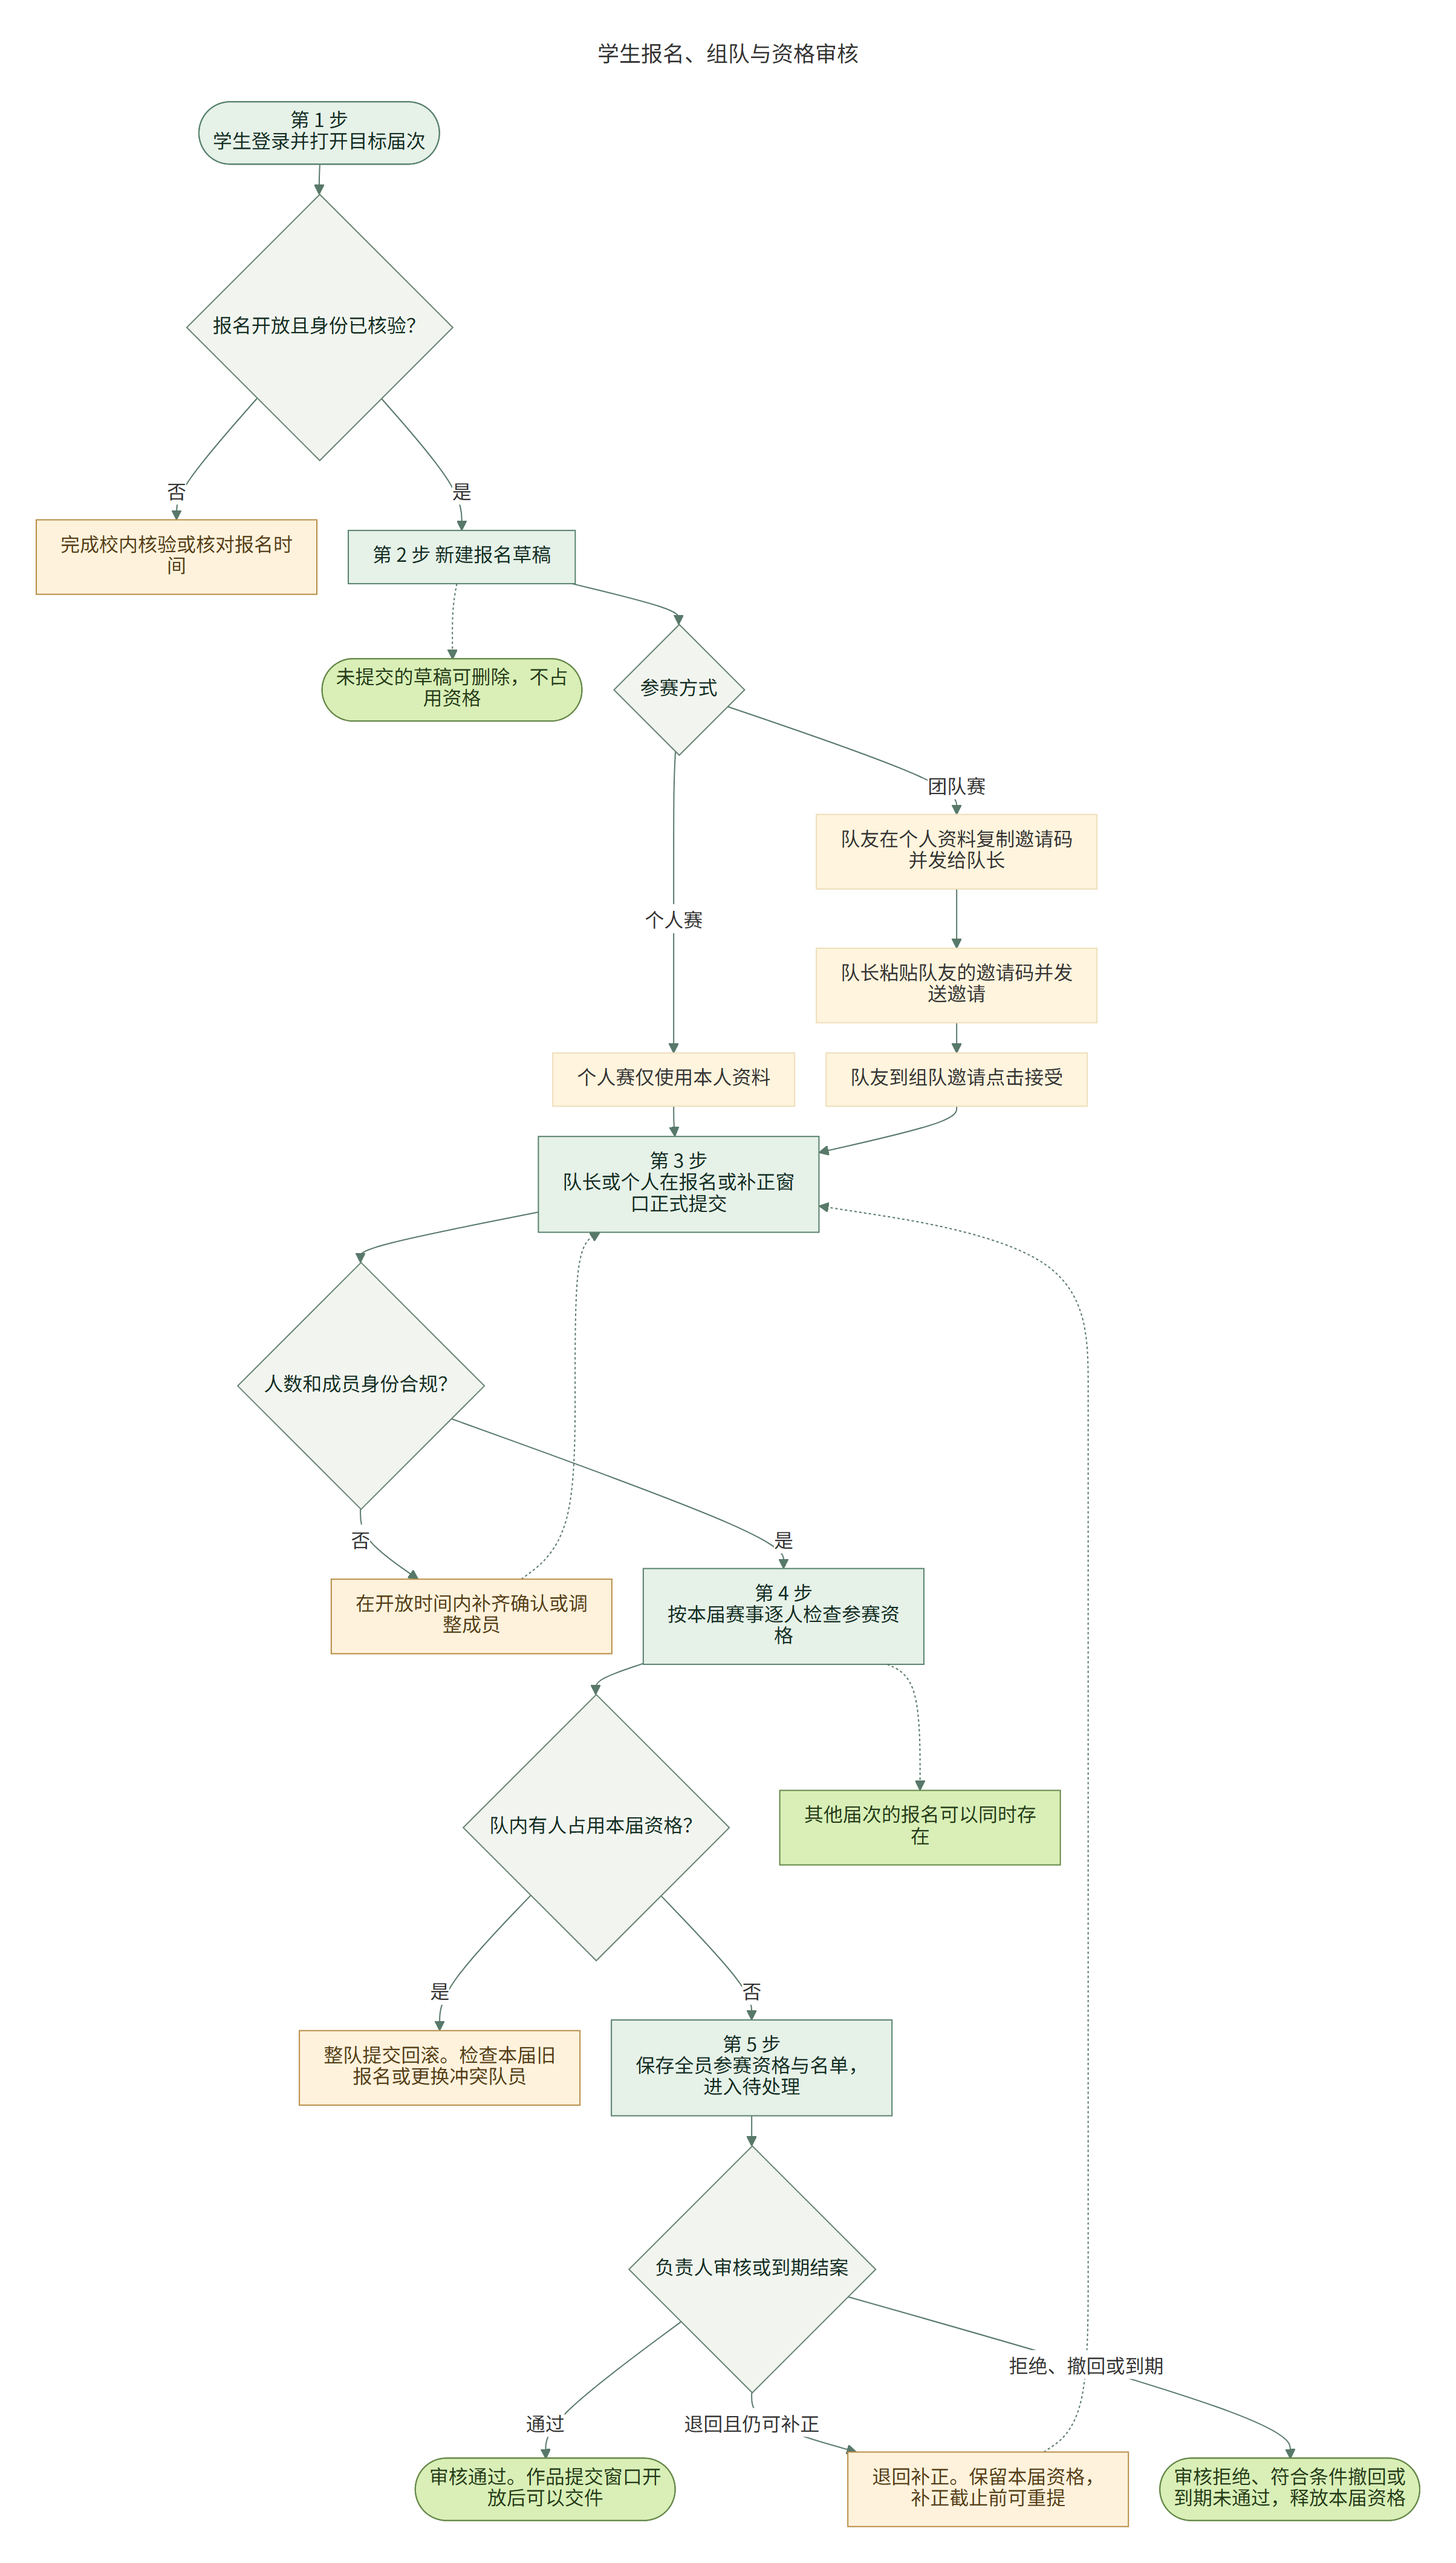 学生报名、组队与资格审核
第 1 步
学生登录并打开目标届次
报名开放且身份已核验？
否
是
完成校内核验或核对报名时
间
第 2 步 新建报名草稿
未提交的草稿可删除，不占
用资格
参赛方式
团队赛
队友在个人资料复制邀请码
并发给队长
个人赛
队长粘贴队友的邀请码并发
送邀请
个人赛仅使用本人资料
队友到组队邀请点击接受
第 3 步
队长或个人在报名或补正窗
口正式提交
人数和成员身份合规？
否
是
在开放时间内补齐确认或调
整成员
第 4 步
按本届赛事逐人检查参赛资
格
队内有人占用本届资格？
其他届次的报名可以同时存
在
是
否
整队提交回滚。检查本届旧
报名或更换冲突队员
第 5 步
保存全员参赛资格与名单，
进入待处理
负责人审核或到期结案
拒绝、撤回或到期
通过
退回且仍可补正
审核通过。作品提交窗口开
放后可以交件
退回补正。保留本届资格，
补正截止前可重提
审核拒绝、符合条件撤回或
到期未通过，释放本届资格